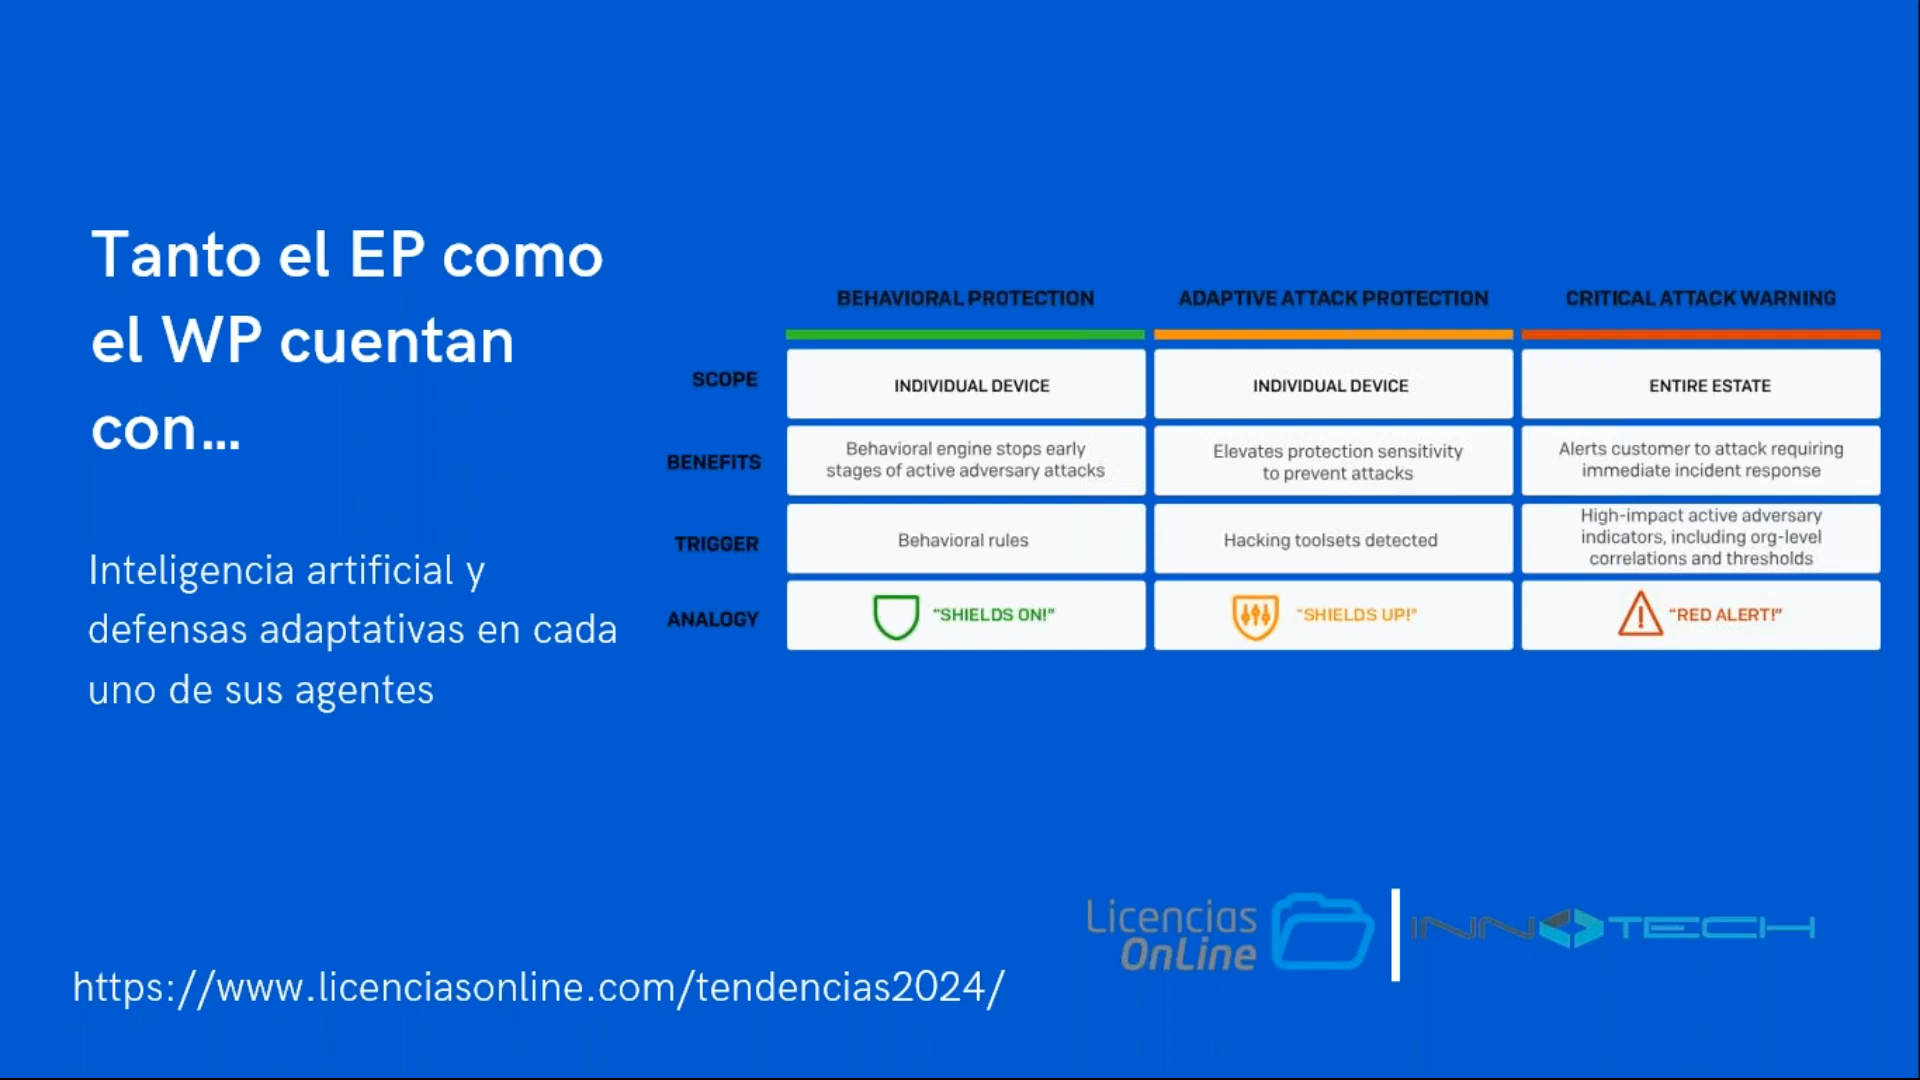 Tanto el EP como
el WP cuentan
con...
Inteligencia artificial y
defensas adaptativas en cada
uno de sus agentes
BEHAVIORAL PROTECTION
ADAPTIVE ATTACK PROTECTION
CRITICAL ATTACK WARNING
SCOPE
INDIVIDUAL DEVICE
INDIVIDUAL DEVICE
ENTIRE ESTATE
BENEFITS
Behavioral engine stops early
stages of active adversary attacks
Elevates protection sensitivity
to prevent attacks
Alerts customer to attack requiring
immediate incident response
TRIGGER
Behavioral rules
Hacking toolsets detected
High-impact active adversary
indicators, including org-level
correlations and thresholds
ANALOGY
"SHIELDS ON!"
"SHIELDS UP!"
"RED ALERT!"
Licencias
OnLine
INNOTECH
https://www.licenciasonline.com/tendencias2024/